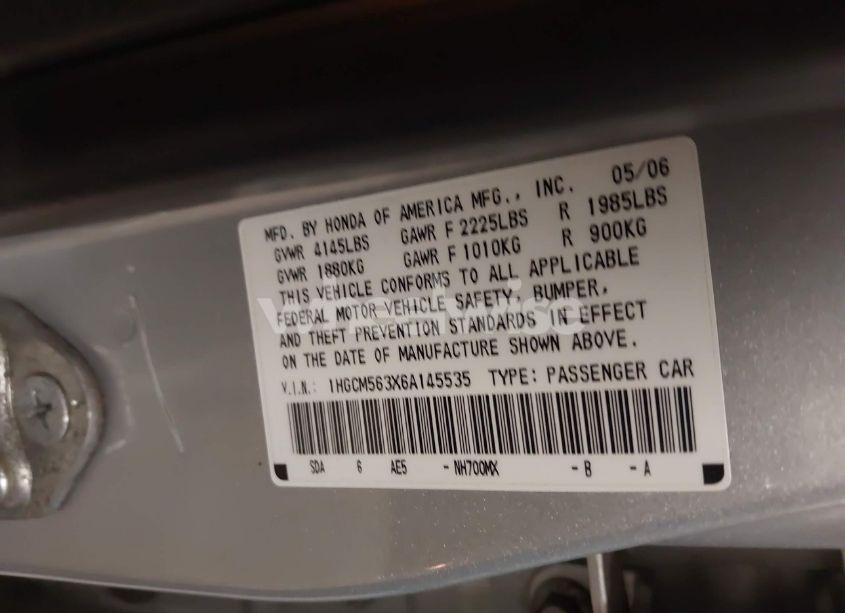 05/06
MFD. BY HONDA OF AMERICA MFG., INC.
GVWR 4145LBS GAWR F 2225LBS R 1985LBS
GVWR 1880KG GAWR F 1010KG R 900KG
THIS VEHICLE CONFORMS TO ALL APPLICABLE
FEDERAL MOTOR VEHICLE SAFETY, BUMPER,
AND THEFT PREVENTION STANDARDS IN EFFECT
ON THE DATE OF MANUFACTURE SHOWN ABOVE.
V.I.N.: 1HGCM563X6A145535 TYPE: PASSENGER CAR
SDA 6 AE5 -NH700MX -B -A